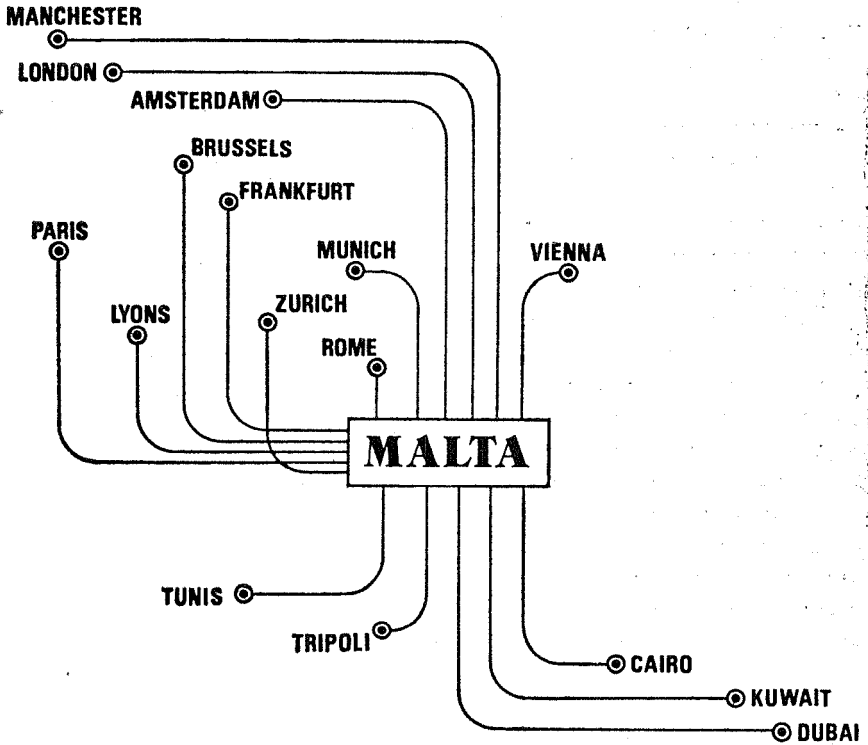 MANCHESTER
LONDON
AMSTERDAM
BRUSSELS
FRANKFURT
PARIS
MUNICH
VIENNA
ZURICH
LYONS
ROME
MALTA
TUNIS
TRIPOLI
CAIRO
KUWAIT
DUBAI